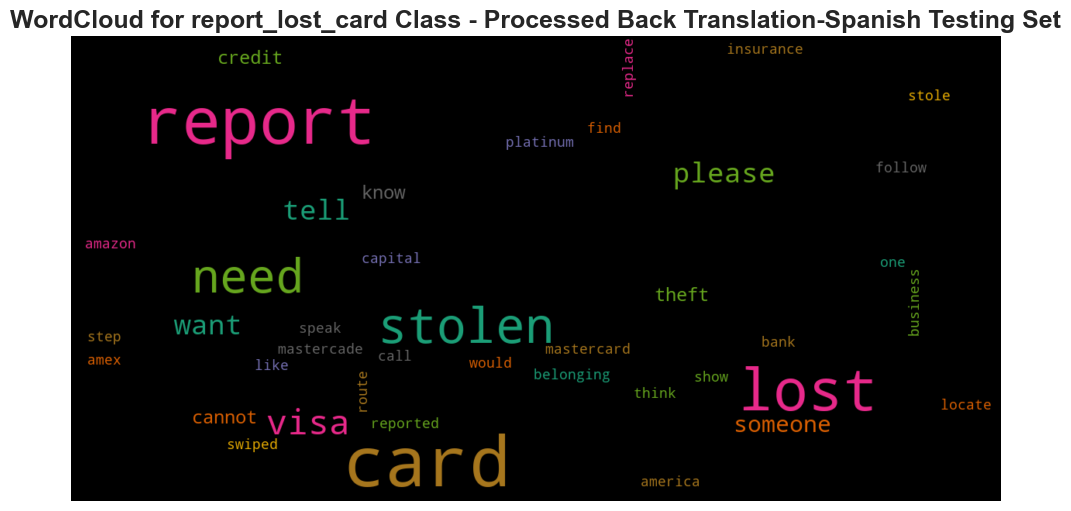 WordCloud for report_lost_card Class - Processed Back Translation-Spanish Testing Set
credit
replace
insurance
stole
report
find
platinum
please
follow
know
tell
amazon
capital
one
need
business
theft
want
stolen
speak
step
mastercade
call
mastercard
bank
amex
like
would
belonging
show
route
think
lost
locate
cannot
visa
reported
someone
swiped
card
america